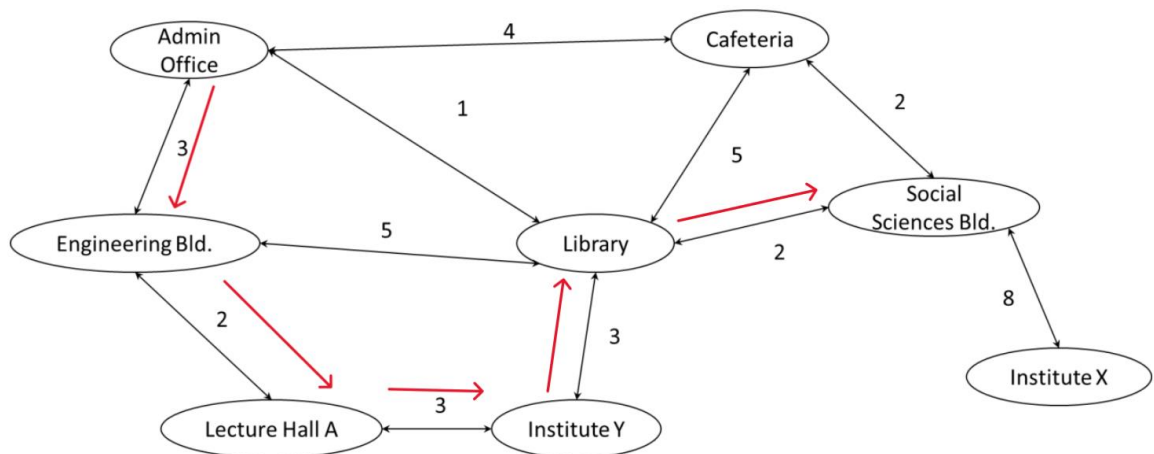 Admin
Office
4
Cafeteria
1
2
3
5
Social
Sciences Bld.
Engineering Bld.
5
Library
2
2
3
8
Institute X
Lecture Hall A
3
Institute Y